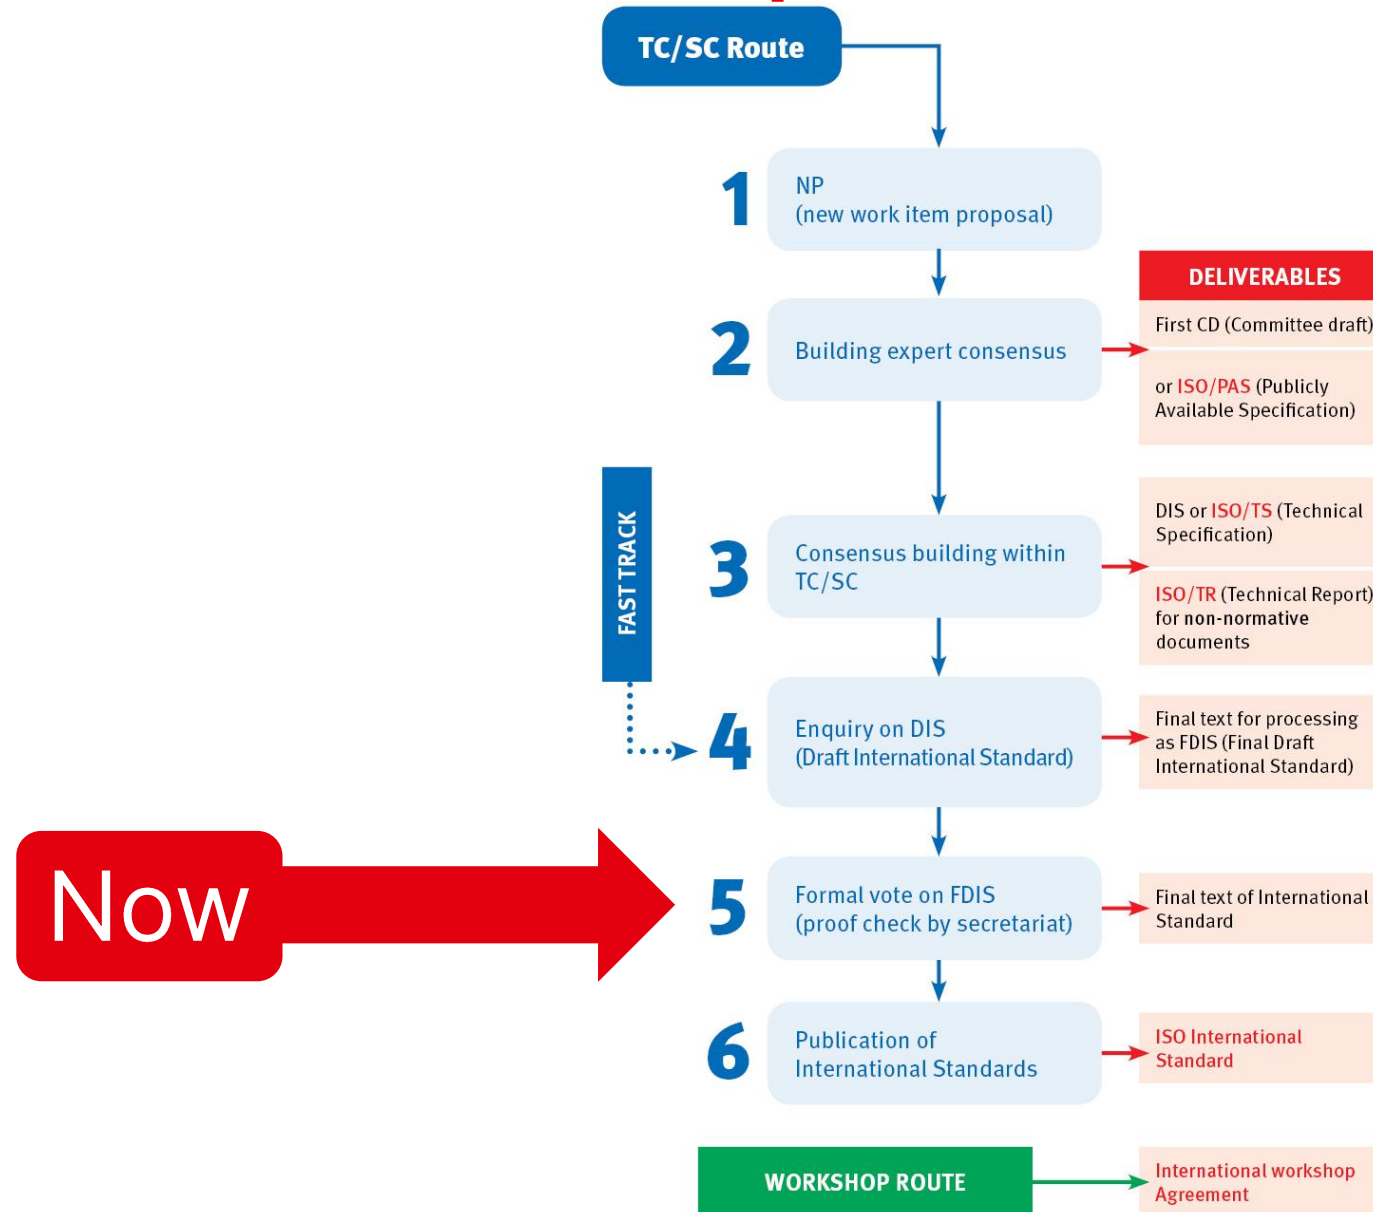 TC/SC Route
1
NP
(new work item proposal)
DELIVERABLES
2
Building expert consensus
First CD (Committee draft)
or ISO/PAS (Publicly
Available Specification)
FAST TRACK
3
Consensus building within
TC/SC
DIS or ISO/TS (Technical
Specification)
ISO/TR (Technical Report)
for non-normative
documents
4
Enquiry on DIS
(Draft International Standard)
Final text for processing
as FDIS (Final Draft
International Standard)
Now
5
Formal vote on FDIS
(proof check by secretariat)
Final text of International
Standard
6
Publication of
International Standards
ISO International
Standard
WORKSHOP ROUTE
International workshop
Agreement